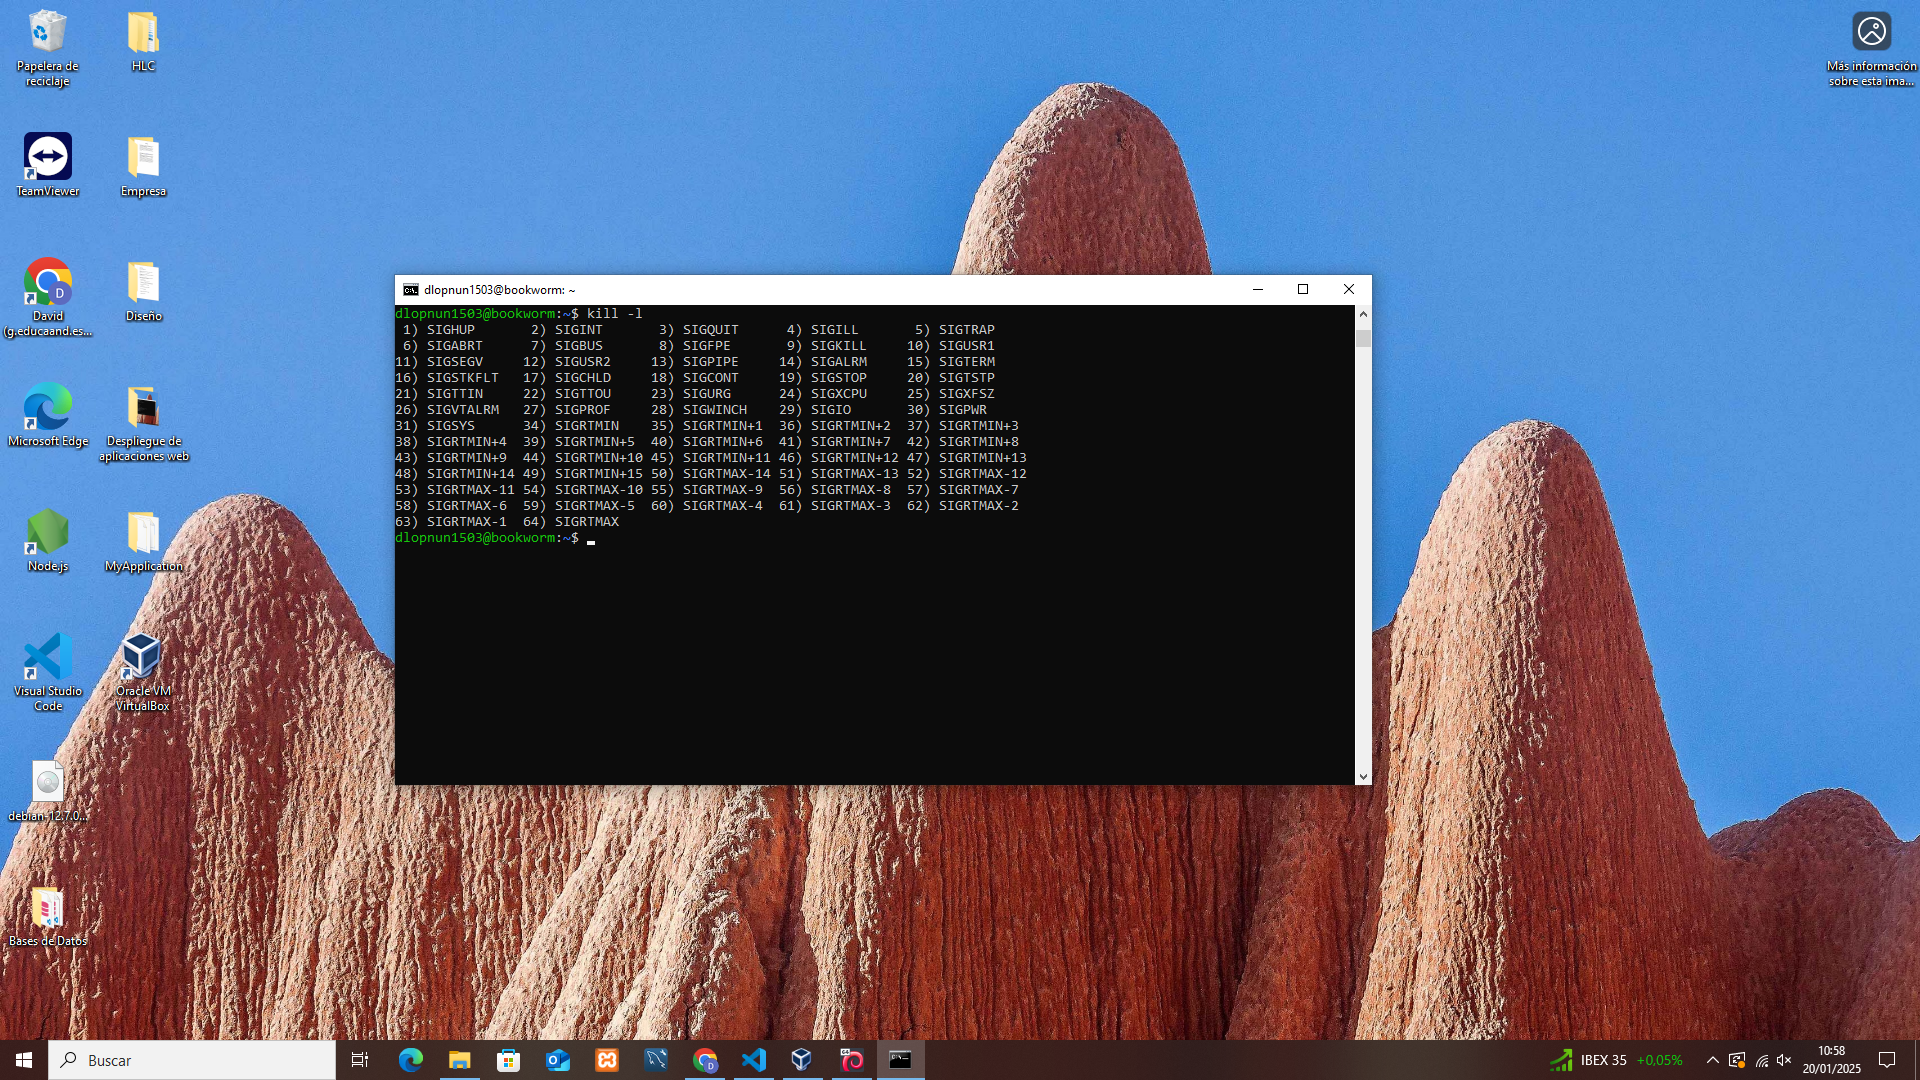 Papelera de
reciclaje
HLC
Más información
sobre esta ima...
TeamViewer
Empresa
David
(g.educaand.es...
Diseño
Microsoft Edge
Despliegue de
aplicaciones web
Node.js
MyApplication
Visual Studio
Code
Oracle VM
VirtualBox
debian-12.7.0...
Bases de Datos
dlopnun1503@bookworm: ~
dlopnun1503@bookworm:~$ kill -l
 1) SIGHUP       2) SIGINT       3) SIGQUIT      4) SIGILL       5) SIGTRAP
 6) SIGABRT      7) SIGBUS       8) SIGFPE       9) SIGKILL     10) SIGUSR1
11) SIGSEGV     12) SIGUSR2     13) SIGPIPE     14) SIGALRM     15) SIGTERM
16) SIGSTKFLT   17) SIGCHLD     18) SIGCONT     19) SIGSTOP     20) SIGTSTP
21) SIGTTIN     22) SIGTTOU     23) SIGURG      24) SIGXCPU     25) SIGXFSZ
26) SIGVTALRM   27) SIGPROF     28) SIGWINCH    29) SIGIO       30) SIGPWR
31) SIGSYS      34) SIGRTMIN    35) SIGRTMIN+1  36) SIGRTMIN+2  37) SIGRTMIN+3
38) SIGRTMIN+4  39) SIGRTMIN+5  40) SIGRTMIN+6  41) SIGRTMIN+7  42) SIGRTMIN+8
43) SIGRTMIN+9  44) SIGRTMIN+10 45) SIGRTMIN+11 46) SIGRTMIN+12 47) SIGRTMIN+13
48) SIGRTMIN+14 49) SIGRTMIN+15 50) SIGRTMAX-14 51) SIGRTMAX-13 52) SIGRTMAX-12
53) SIGRTMAX-11 54) SIGRTMAX-10 55) SIGRTMAX-9  56) SIGRTMAX-8  57) SIGRTMAX-7
58) SIGRTMAX-6  59) SIGRTMAX-5  60) SIGRTMAX-4  61) SIGRTMAX-3  62) SIGRTMAX-2
63) SIGRTMAX-1  64) SIGRTMAX
dlopnun1503@bookworm:~$
Buscar
IBEX 35 +0,05%
10:58
20/01/2025